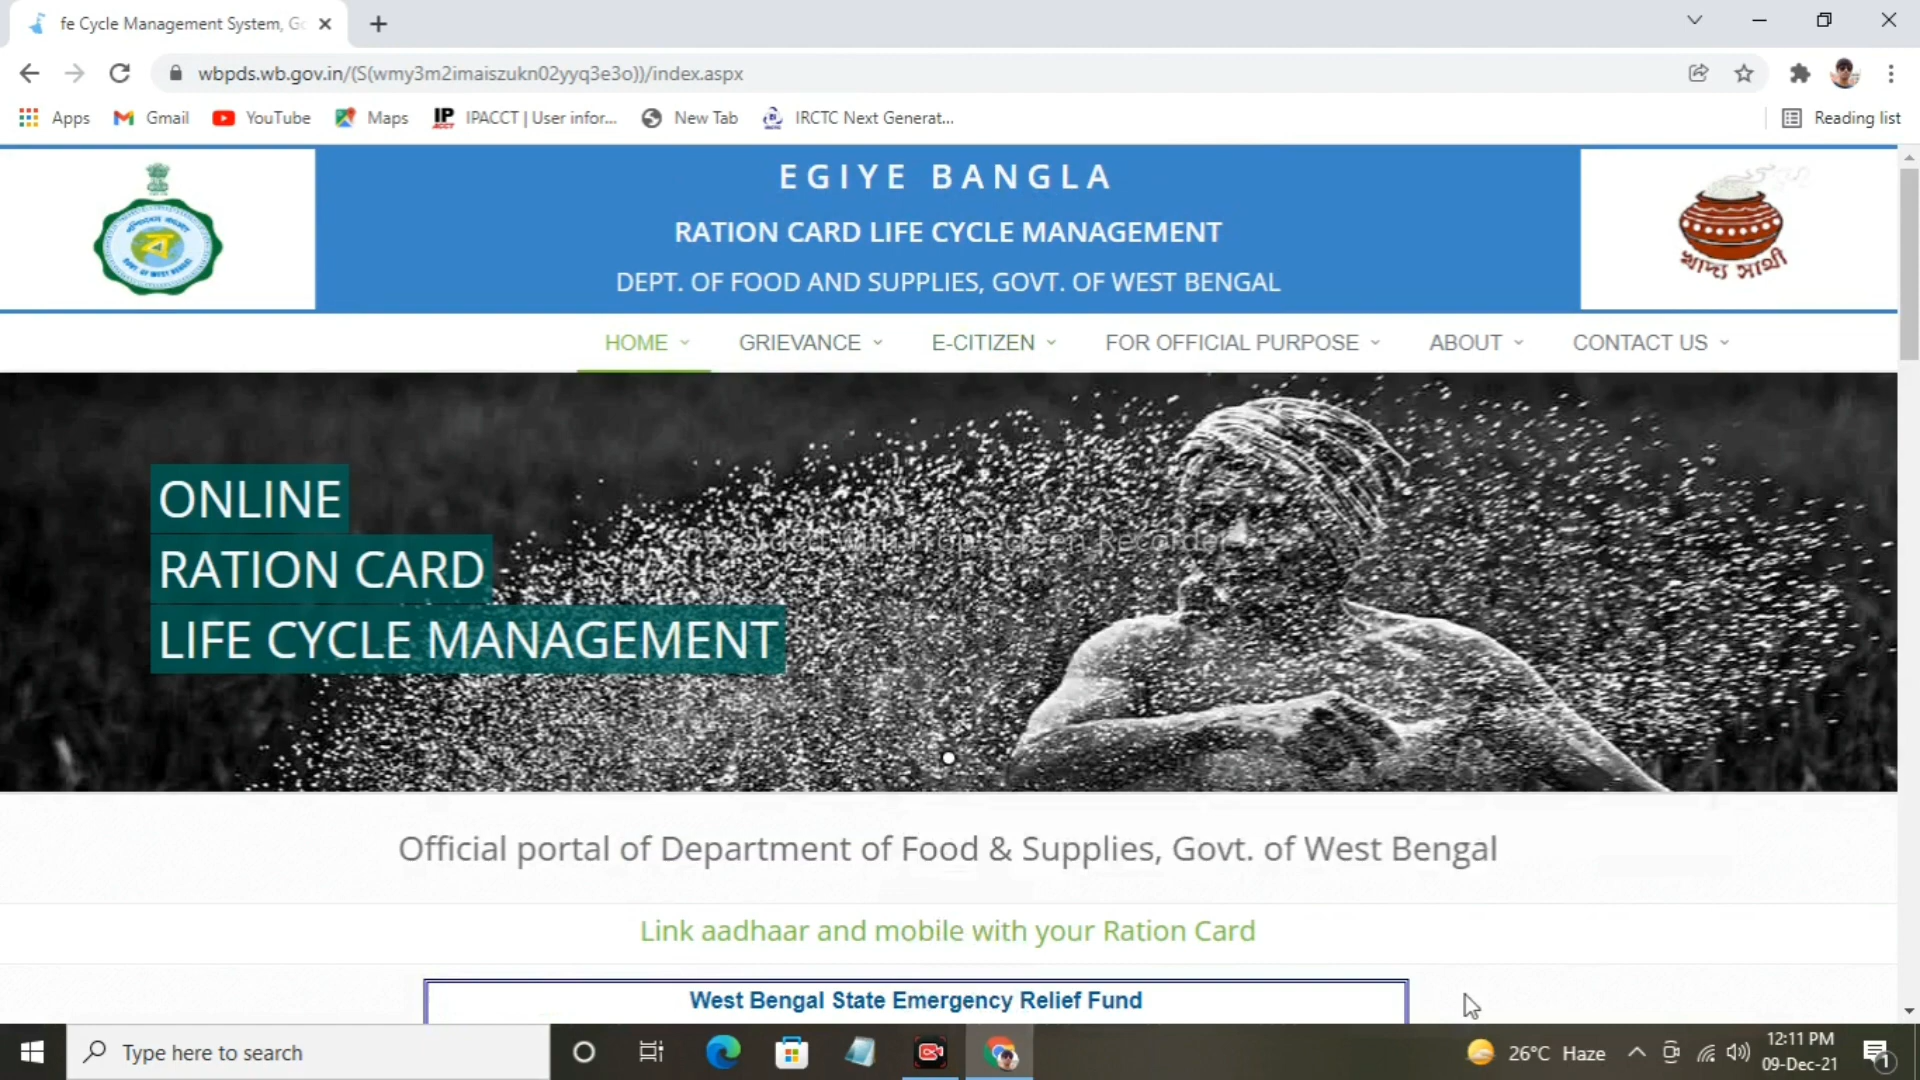 fe Cycle Management System, Go
wbpds.wb.gov.in/(S(wmy3m2imaiszukn02yyq3e3o))/index.aspx
Apps Gmail YouTube Maps IPACCT | User infor... New Tab IRCTC Next Generat... Reading list
EGIYE BANGLA
RATION CARD LIFE CYCLE MANAGEMENT
DEPT. OF FOOD AND SUPPLIES, GOVT. OF WEST BENGAL
খাদ্য সাথী
HOME GRIEVANCE E-CITIZEN FOR OFFICIAL PURPOSE ABOUT CONTACT US
ONLINE
RATION CARD
LIFE CYCLE MANAGEMENT
Official portal of Department of Food & Supplies, Govt. of West Bengal
Link aadhaar and mobile with your Ration Card
West Bengal State Emergency Relief Fund
Type here to search
26°C Haze
12:11 PM
09-Dec-21
1